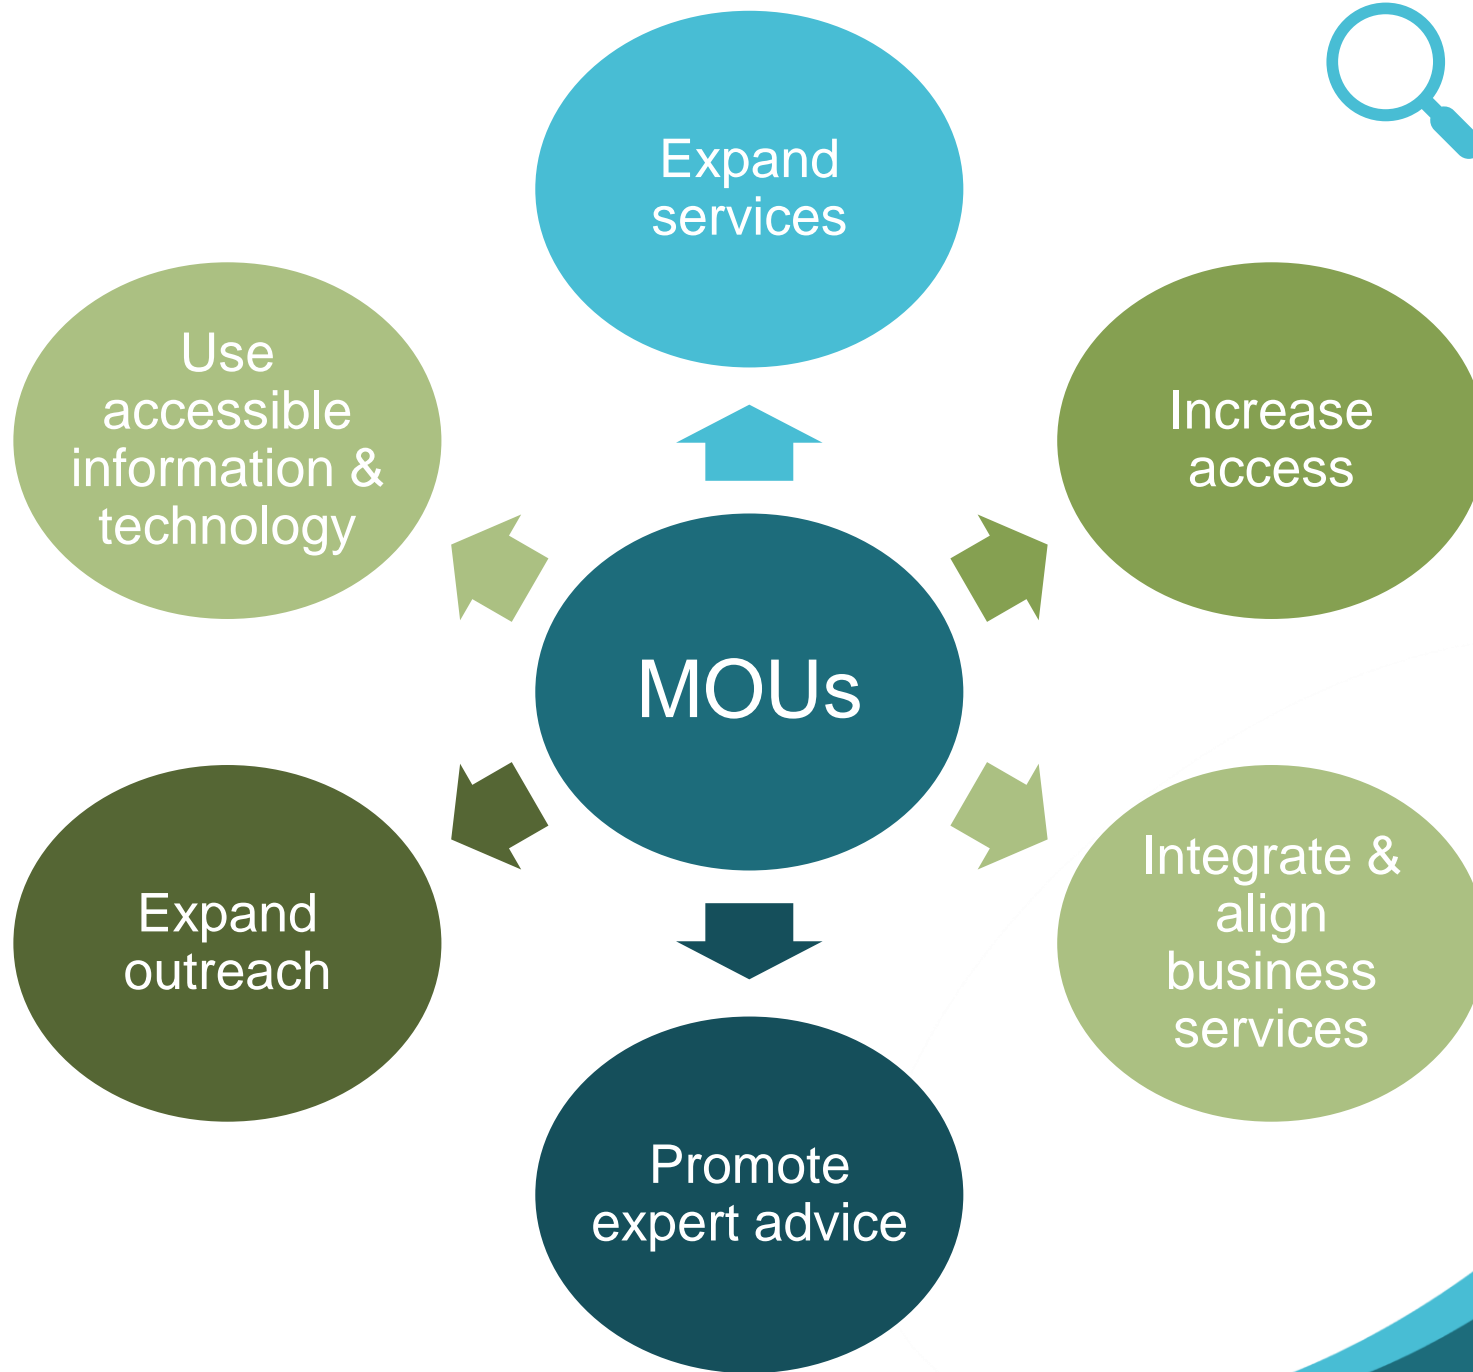 Expand
services
Increase
access
Integrate &
align
business
services
Promote
expert advice
Expand
outreach
Use
accessible
information &
technology
MOUs